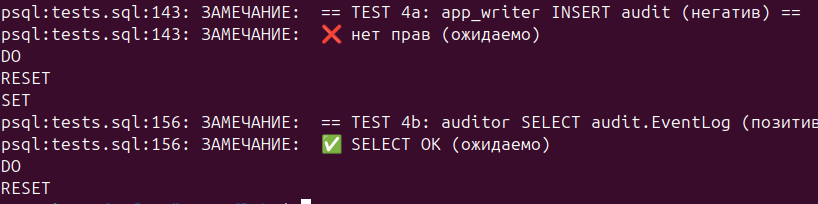 psql:tests.sql:143: ЗАМЕЧАНИЕ:  == TEST 4a: app_writer INSERT audit (негатив) ==
psql:tests.sql:143: ЗАМЕЧАНИЕ:  ❌ нет прав (ожидаемо)
DO
RESET
SET
psql:tests.sql:156: ЗАМЕЧАНИЕ:  == TEST 4b: auditor SELECT audit.EventLog (позитив
psql:tests.sql:156: ЗАМЕЧАНИЕ:  ✅ SELECT OK (ожидаемо)
DO
RESET